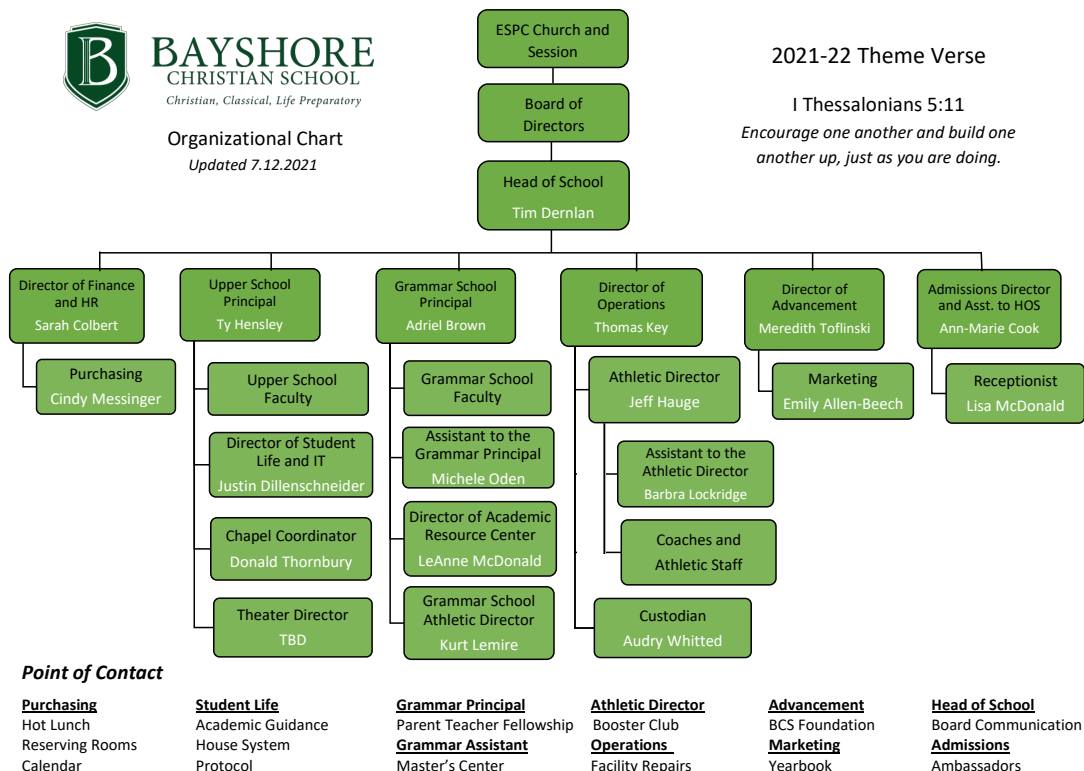 B
BAYSHORE
CHRISTIAN SCHOOL
Christian, Classical, Life Preparatory
Organizational Chart
Updated 7.12.2021
2021-22 Theme Verse
I Thessalonians 5:11
Encourage one another and build one
another up, just as you are doing.
ESPC Church and
Session
Board of
Directors
Head of School
Tim Dernlan
Director of Finance
and HR
Sarah Colbert
Purchasing
Cindy Messinger
Upper School
Principal
Ty Hensley
Upper School
Faculty
Director of Student
Life and IT
Justin Dillenschneider
Chapel Coordinator
Donald Thornbury
Theater Director
TBD
Grammar School
Principal
Adriel Brown
Grammar School
Faculty
Assistant to the
Grammar Principal
Michele Oden
Director of Academic
Resource Center
LeAnne McDonald
Grammar School
Athletic Director
Kurt Lemire
Director of
Operations
Thomas Key
Athletic Director
Jeff Hauge
Assistant to the
Athletic Director
Barbra Lockridge
Coaches and
Athletic Staff
Custodian
Audry Whitted
Director of
Advancement
Meredith Toflinski
Marketing
Emily Allen-Beech
Admissions Director
and Asst. to HOS
Ann-Marie Cook
Receptionist
Lisa McDonald
Point of Contact
Purchasing
Hot Lunch
Reserving Rooms
Calendar
Student Life
Academic Guidance
House System
Protocol
Grammar Principal
Parent Teacher Fellowship
Grammar Assistant
Master's Center
Athletic Director
Booster Club
Operations
Facility Repairs
Advancement
BCS Foundation
Marketing
Yearbook
Head of School
Board Communication
Admissions
Ambassadors